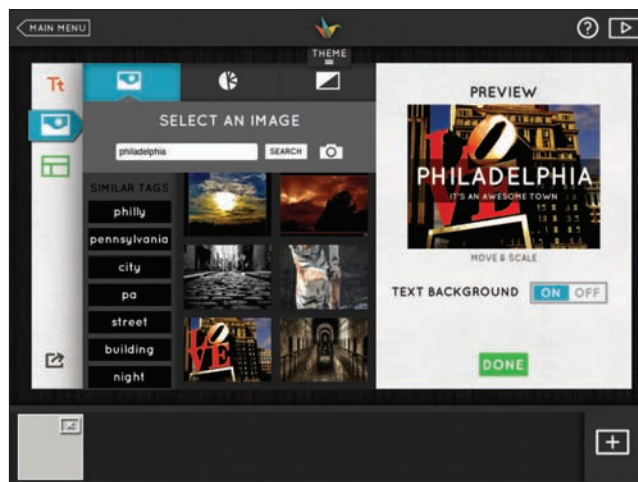 MAIN MENU
THEME
?
Tt
SELECT AN IMAGE
philadelphia
SEARCH
SIMILAR TAGS
philly
pennsylvania
city
pa
street
building
night
PREVIEW
LOVE
PHILADELPHIA
IT'S AN AWESOME TOWN
MOVE & SCALE
TEXT BACKGROUND ON OFF
DONE
LOVE